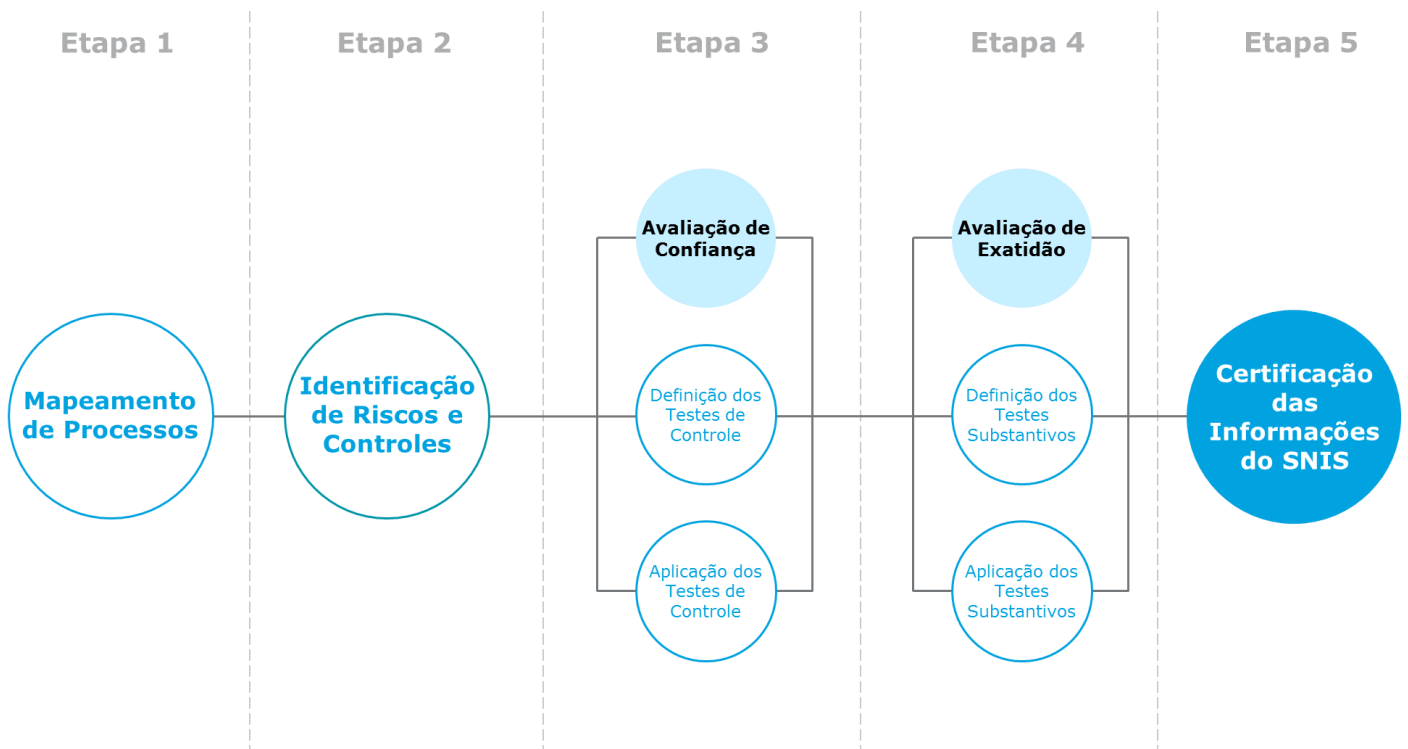 Etapa 1
Etapa 2
Etapa 3
Etapa 4
Etapa 5
Mapeamento
de Processos
Identificação
de Riscos e
Controles
Avaliação de
Confiança
Definição dos
Testes de
Controle
Aplicação dos
Testes de
Controle
Avaliação de
Exatidão
Definição dos
Testes
Substantivos
Aplicação dos
Testes
Substantivos
Certificação
das
Informações
do SNIS